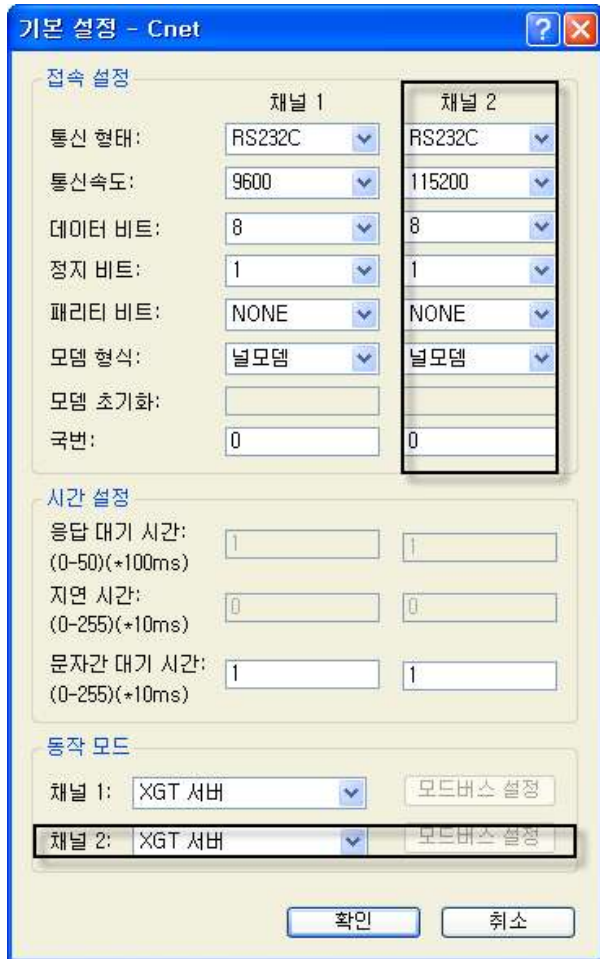 기본 설정 - Cnet
접속 설정
채널 1 채널 2
통신 형태: RS232C RS232C
통신속도: 9600 115200
데이터 비트: 8 8
정지 비트: 1 1
패리티 비트: NONE NONE
모뎀 형식: 널모뎀 널모뎀
모뎀 초기화:
국번: 0 0
시간 설정
응답 대기 시간: 1 1
(0-50)(*100ms)
지연 시간: 0 0
(0-255)(*10ms)
문자간 대기 시간: 1 1
(0-255)(*10ms)
동작 모드
채널 1: XGT 서버 모드버스 설정
채널 2: XGT 서버 모드버스 설정
확인 취소